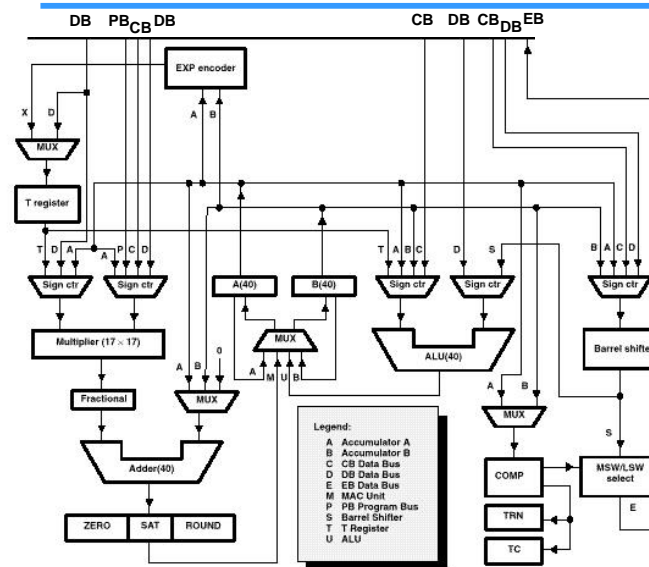 DB PB CB DB CB DB CB DB EB
EXP encoder
A B
X D
MUX
T register
T D A A P C D
T A B C D S
B A C D
Sign ctr Sign ctr
A(40) B(40)
Sign ctr Sign ctr
Sign ctr
Multiplier (17 × 17)
MUX
ALU(40)
Barrel shifter
A B 0
A M U B
A B
Fractional
MUX
MUX
S
Adder(40)
COMP
MSW/LSW
select
E
ZERO SAT ROUND
TRN
TC
Legend:
A Accumulator A
B Accumulator B
C CB Data Bus
D DB Data Bus
E EB Data Bus
M MAC Unit
P PB Program Bus
S Barrel Shifter
T T Register
U ALU